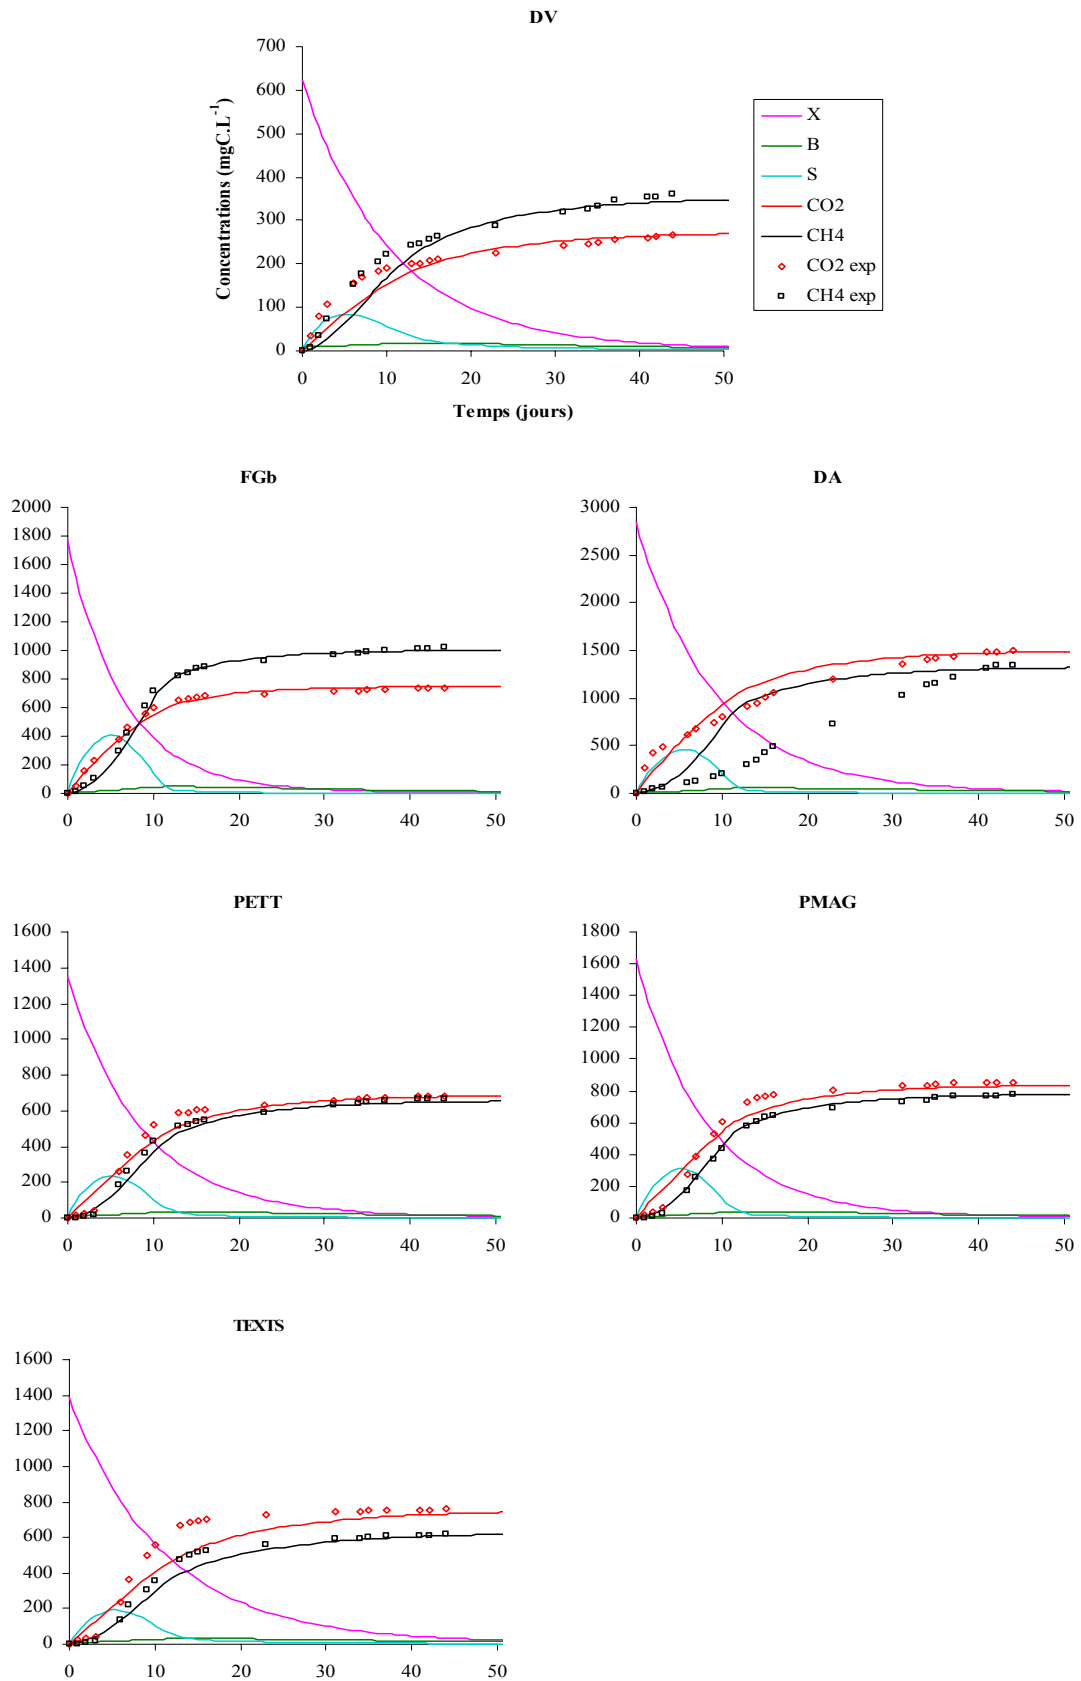 DV
700
600
500
400
300
200
100
0
0 10 20 30 40 50
Concentrations (mgC.L-1)
Temps (jours)
X
B
S
CO2
CH4
CO2 exp
CH4 exp
FGb
2000
1800
1600
1400
1200
1000
800
600
400
200
0
0 10 20 30 40 50
DA
3000
2500
2000
1500
1000
500
0
0 10 20 30 40 50
PETT
1600
1400
1200
1000
800
600
400
200
0
0 10 20 30 40 50
PMAG
1800
1600
1400
1200
1000
800
600
400
200
0
0 10 20 30 40 50
TEXTS
1600
1400
1200
1000
800
600
400
200
0
0 10 20 30 40 50